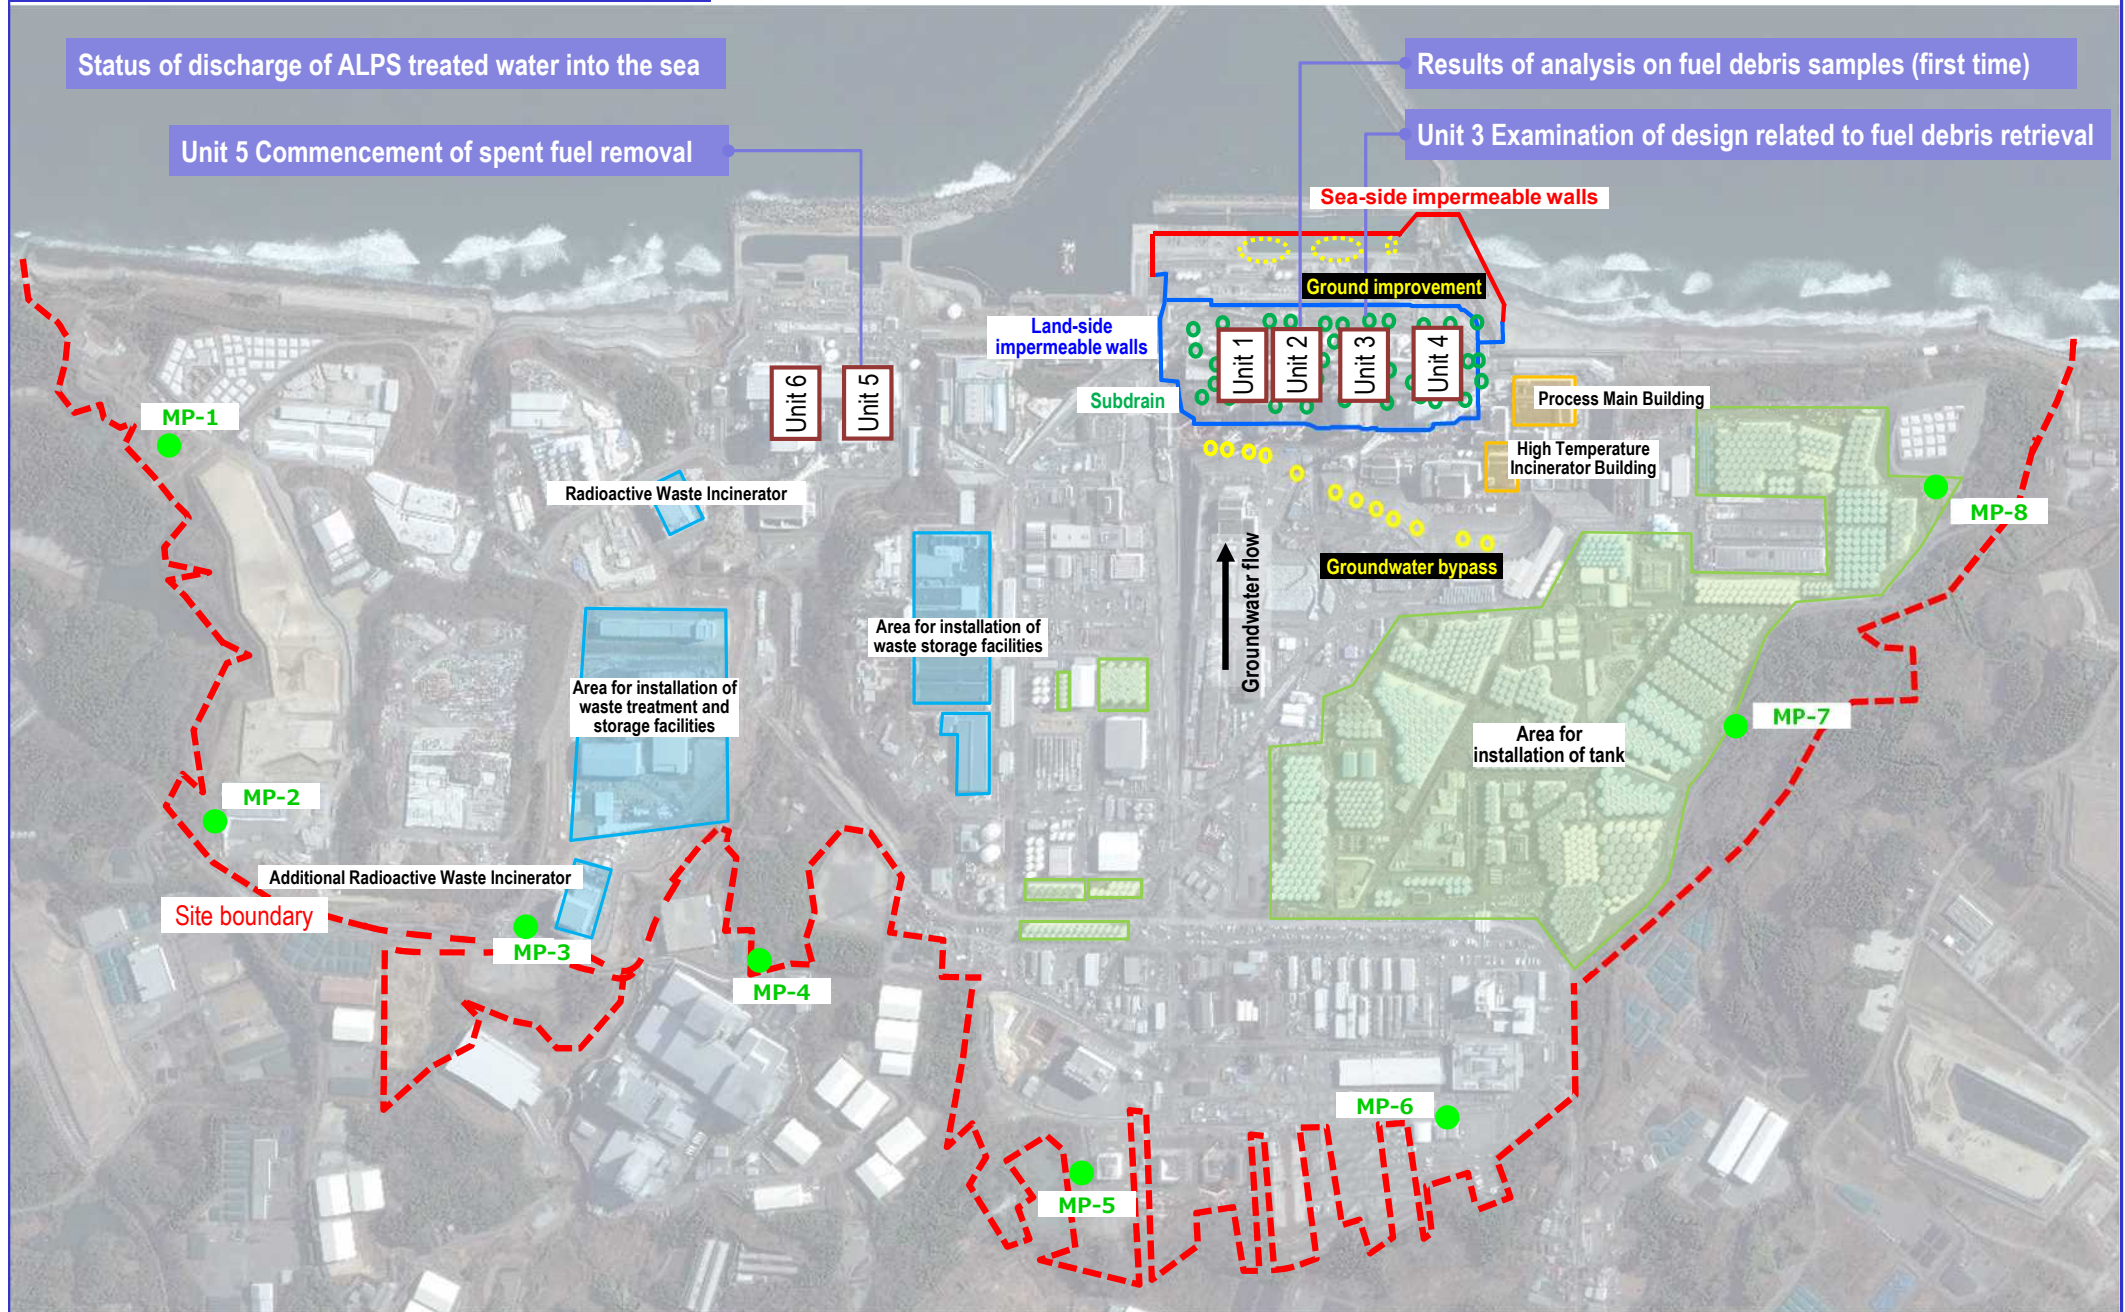 Status of discharge of ALPS treated water into the sea
Results of analysis on fuel debris samples (first time)
Unit 5 Commencement of spent fuel removal
Unit 3 Examination of design related to fuel debris retrieval
Sea-side impermeable walls
Ground improvement
Land-side
impermeable walls
Unit 1
Unit 2
Unit 3
Unit 4
Unit 6
Unit 5
Subdrain
Process Main Building
MP-1
High Temperature
Incinerator Building
Radioactive Waste Incinerator
MP-8
Groundwater bypass
Groundwater flow
Area for installation of
waste storage facilities
Area for installation of
waste treatment and
storage facilities
MP-7
Area for
installation of tank
MP-2
Additional Radioactive Waste Incinerator
Site boundary
MP-3
MP-4
MP-6
MP-5